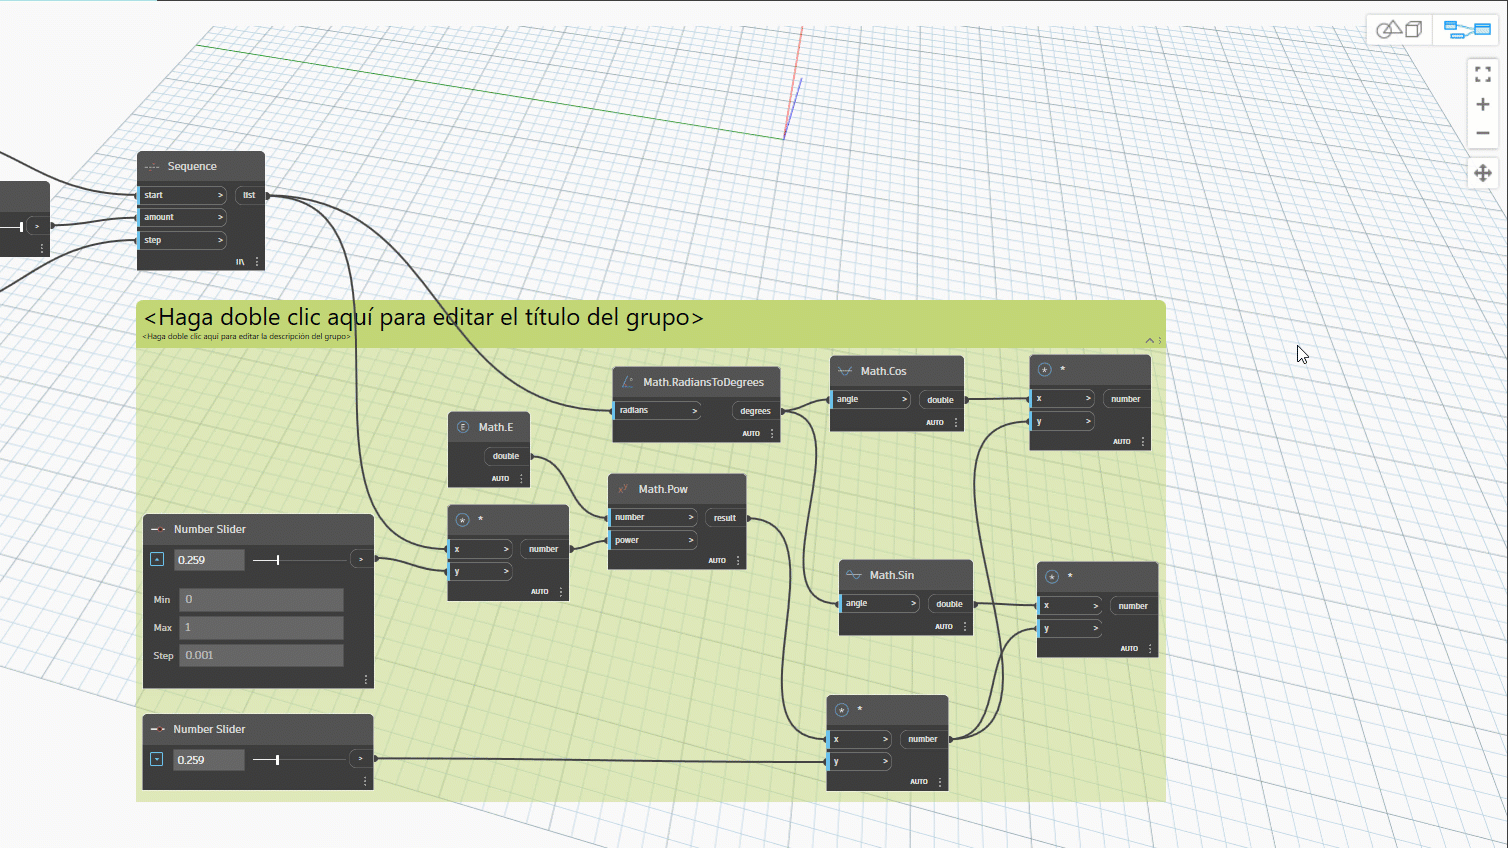 Sequence
start > list
amount >
step >
>
<Haga doble clic aquí para editar el título del grupo>
<Haga doble clic aquí para editar la descripción del grupo>
Math.RadiansToDegrees
radians > degrees
AUTO
Math.Cos
angle > double
AUTO
*
x > number
y >
AUTO
E Math.E
double
AUTO
xʸ Math.Pow
number > result
power >
AUTO
*
x > number
y >
AUTO
Number Slider
0.259 >
Min 0
Max 1
Step 0.001
Math.Sin
angle > double
AUTO
*
x > number
y >
AUTO
Number Slider
0.259 >
*
x > number
y >
AUTO